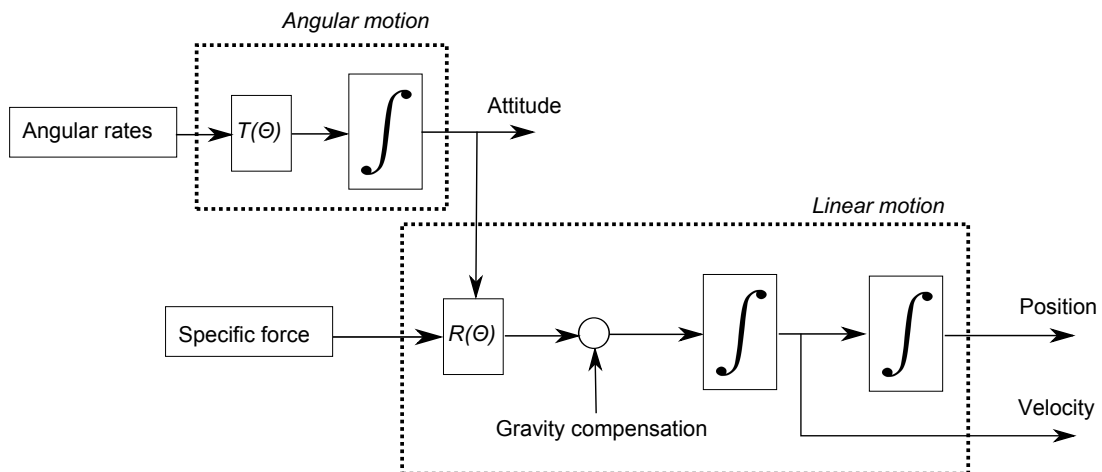 Angular motion
Angular rates
T(Θ)
∫
Attitude
Linear motion
Specific force
R(Θ)
∫
∫
Position
Gravity compensation
Velocity